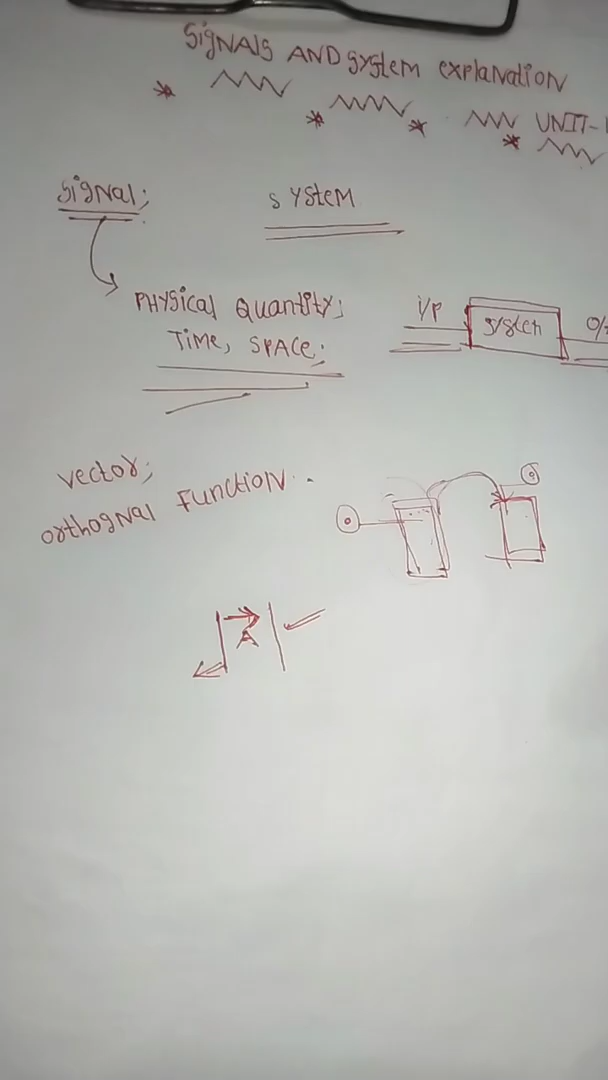 SigNAlS AND System explanation
UNIT-
Signal;
SYSteM
PHYSical Quantity;
Time, SPACE;
i/P
System
O/
vector;
orthognal Function.
A